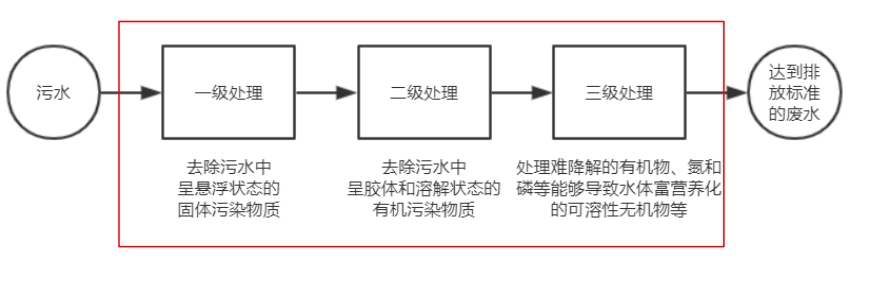 污水
一级处理
二级处理
三级处理
达到排
放标准
的废水
去除污水中
呈悬浮状态的
固体污染物质
去除污水中
呈胶体和溶解状态的
有机污染物质
处理难降解的有机物、氮和
磷等能够导致水体富营养化
的可溶性无机物等